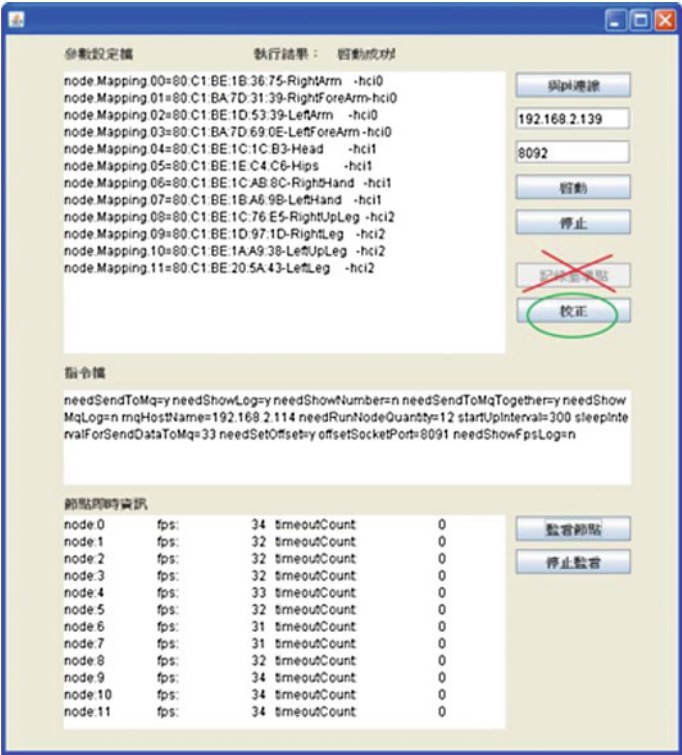 參數設定檔 執行結果: 啟動成功!
node.Mapping.00=80:C1:BE:1B:36:75-RightArm -hci0
node.Mapping.01=80:C1:BA:7D:31:39-RightForeArm-hci0
node.Mapping.02=80:C1:BE:1D:53:39-LeftArm -hci0
node.Mapping.03=80:C1:BA:7D:69:0E-LeftForeArm -hci0
node.Mapping.04=80:C1:BE:1C:1C:B3-Head -hci1
node.Mapping.05=80:C1:BE:1E:C4:C6-Hips -hci1
node.Mapping.06=80:C1:BE:1C:AB:8C-RightHand -hci1
node.Mapping.07=80:C1:BE:1B:A6:9B-LeftHand -hci1
node.Mapping.08=80:C1:BE:1C:76:E5-RightUpLeg -hci2
node.Mapping.09=80:C1:BE:1D:97:1D-RightLeg -hci2
node.Mapping.10=80:C1:BE:1A:A9:38-LeftUpLeg -hci2
node.Mapping.11=80:C1:BE:20:5A:43-LeftLeg -hci2
與pi連線
192.168.2.139
8092
啟動
停止
校正
指令檔
needSendToMq=y needShowLog=y needShowNumber=n needSendToMqTogether=y needShow
MqLog=n mqHostName=192.168.2.114 needRunNodeQuantity=12 startUpInterval=300 sleepInte
rvalForSendDataToMq=33 needSetOffset=y offsetSocketPort=8091 needShowFpsLog=n
節點即時資訊
node:0 fps: 34 timeoutCount: 0
node:1 fps: 32 timeoutCount: 0
node:2 fps: 32 timeoutCount: 0
node:3 fps: 32 timeoutCount: 0
node:4 fps: 33 timeoutCount: 0
node:5 fps: 32 timeoutCount: 0
node:6 fps: 31 timeoutCount: 0
node:7 fps: 31 timeoutCount: 0
node:8 fps: 32 timeoutCount: 0
node:9 fps: 34 timeoutCount: 0
node:10 fps: 34 timeoutCount: 0
node:11 fps: 34 timeoutCount: 0
監看節點
停止監看